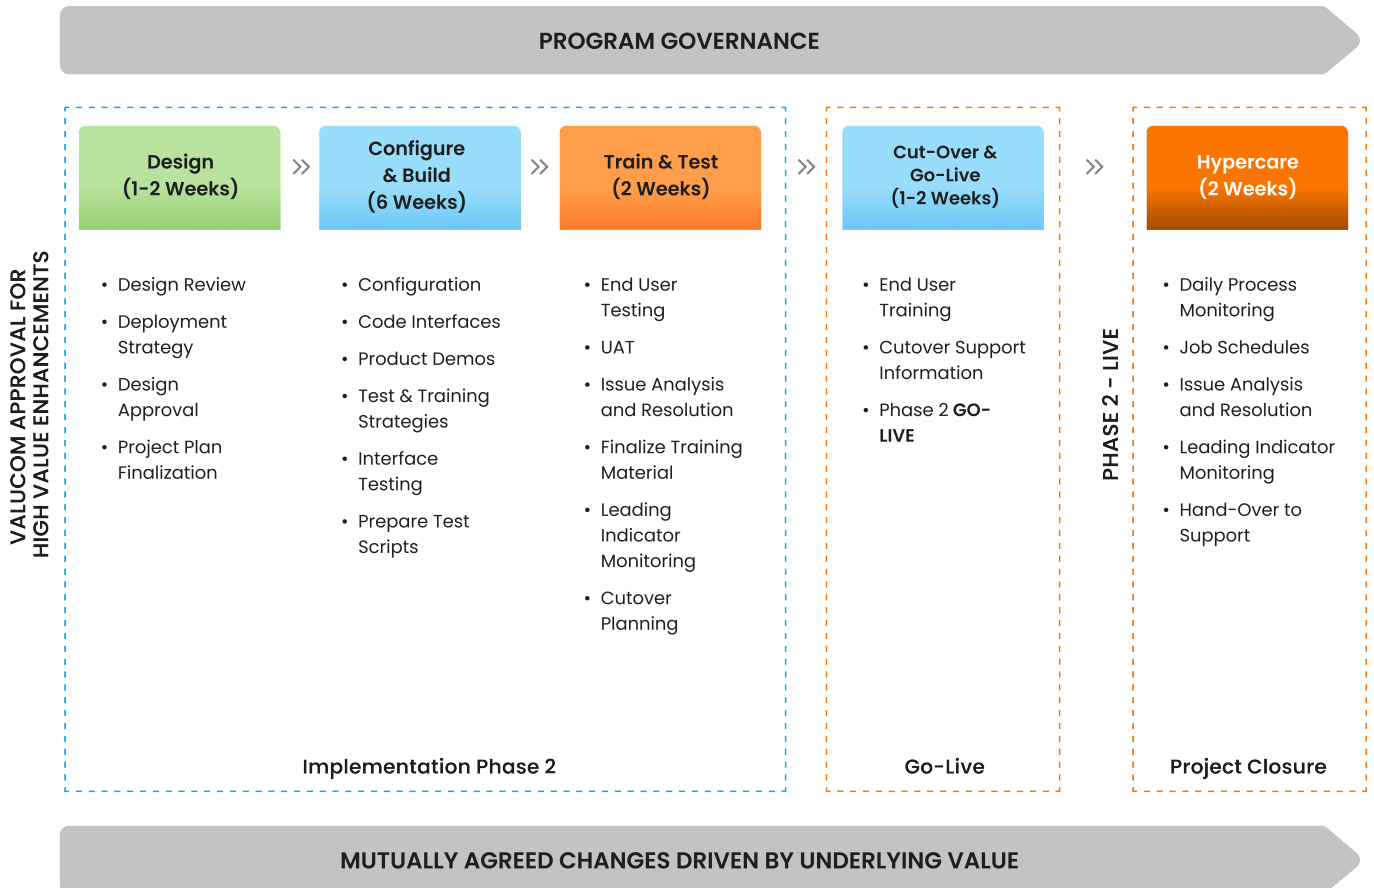 PROGRAM GOVERNANCE
VALUCOM APPROVAL FOR
HIGH VALUE ENHANCEMENTS
Design
(1-2 Weeks)
• Design Review
• Deployment
Strategy
• Design
Approval
• Project Plan
Finalization
Configure
& Build
(6 Weeks)
• Configuration
• Code Interfaces
• Product Demos
• Test & Training
Strategies
• Interface
Testing
• Prepare Test
Scripts
Train & Test
(2 Weeks)
• End User
Testing
• UAT
• Issue Analysis
and Resolution
• Finalize Training
Material
• Leading
Indicator
Monitoring
• Cutover
Planning
Implementation Phase 2
Cut-Over &
Go-Live
(1-2 Weeks)
• End User
Training
• Cutover Support
Information
• Phase 2 GO-
LIVE
Go-Live
PHASE 2 - LIVE
Hypercare
(2 Weeks)
• Daily Process
Monitoring
• Job Schedules
• Issue Analysis
and Resolution
• Leading Indicator
Monitoring
• Hand-Over to
Support
Project Closure
MUTUALLY AGREED CHANGES DRIVEN BY UNDERLYING VALUE